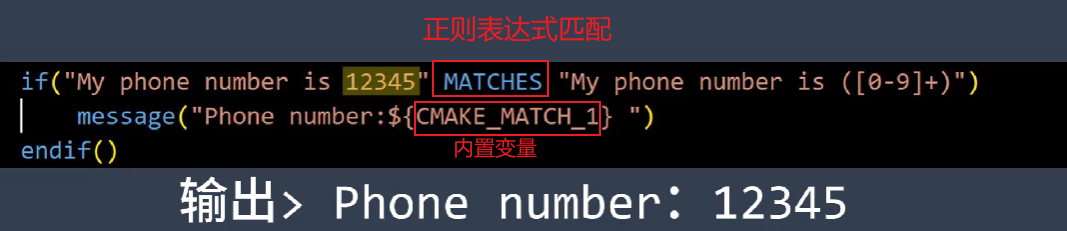 正则表达式匹配
if("My phone number is 12345" MATCHES "My phone number is ([0-9]+)")
message("Phone number:${CMAKE_MATCH_1} ")
endif()
内置变量
输出> Phone number: 12345